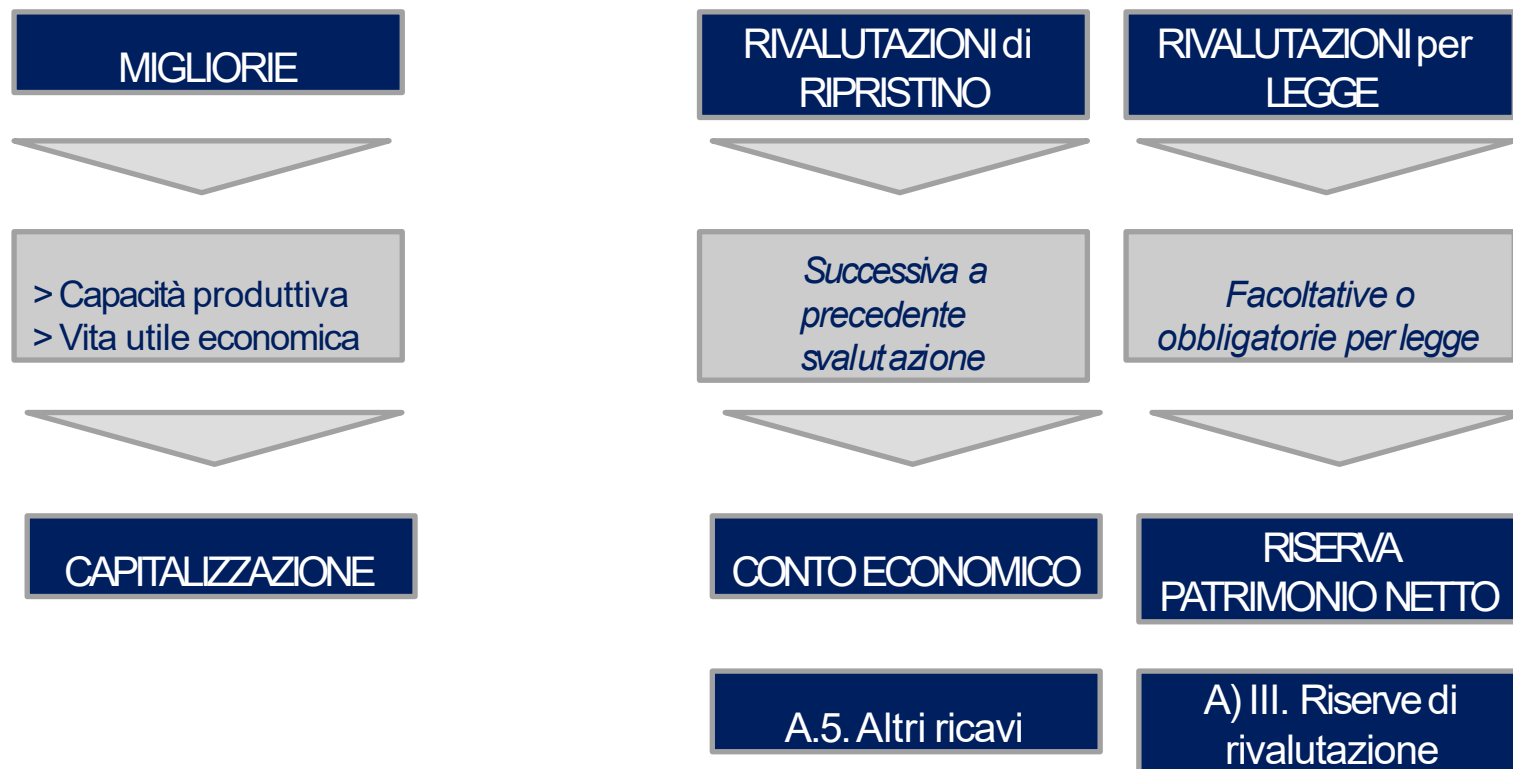 MIGLIORIE
> Capacità produttiva
> Vita utile economica
CAPITALIZZAZIONE
RIVALUTAZIONI di
RIPRISTINO
Successiva a
precedente
svalutazione
CONTO ECONOMICO
A.5. Altri ricavi
RIVALUTAZIONI per
LEGGE
Facoltative o
obbligatorie per legge
RISERVA
PATRIMONIO NETTO
A) III. Riserve di
rivalutazione